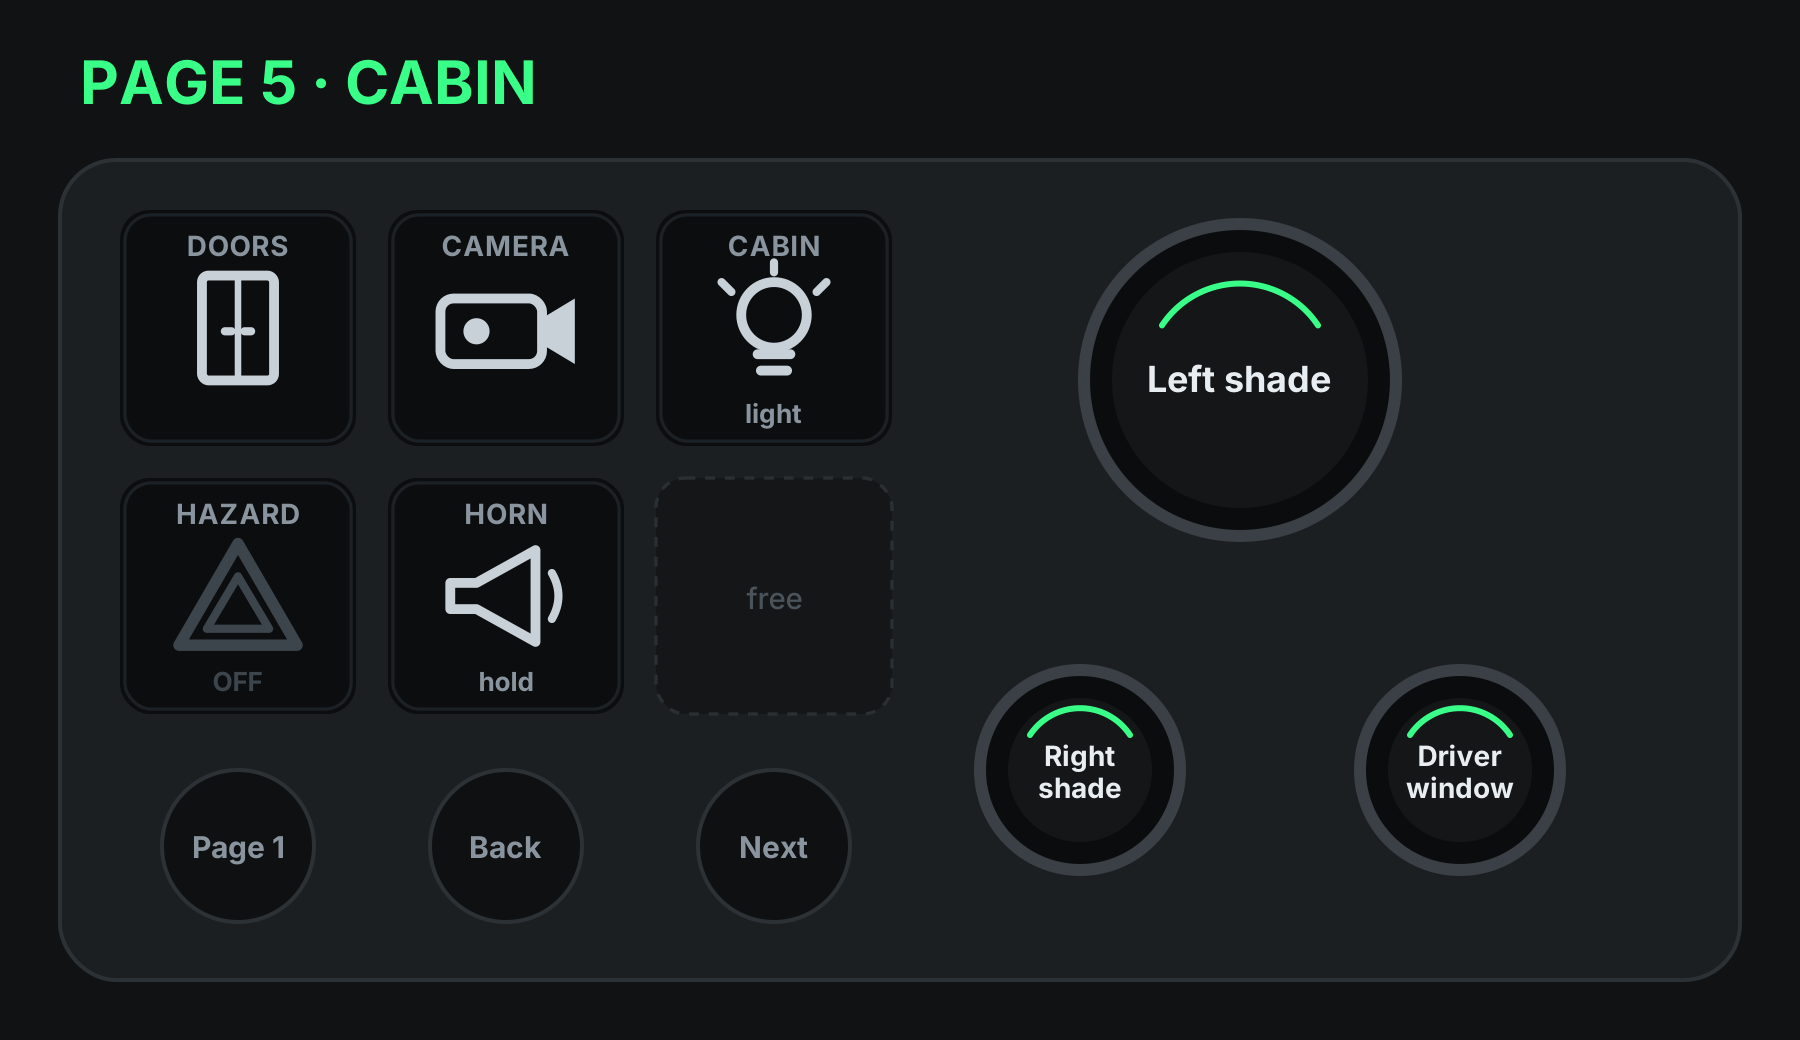 PAGE 5 · CABIN
DOORS
CAMERA
CABIN
light
HAZARD
OFF
HORN
hold
free
Page 1
Back
Next
Left shade
Right
shade
Driver
window